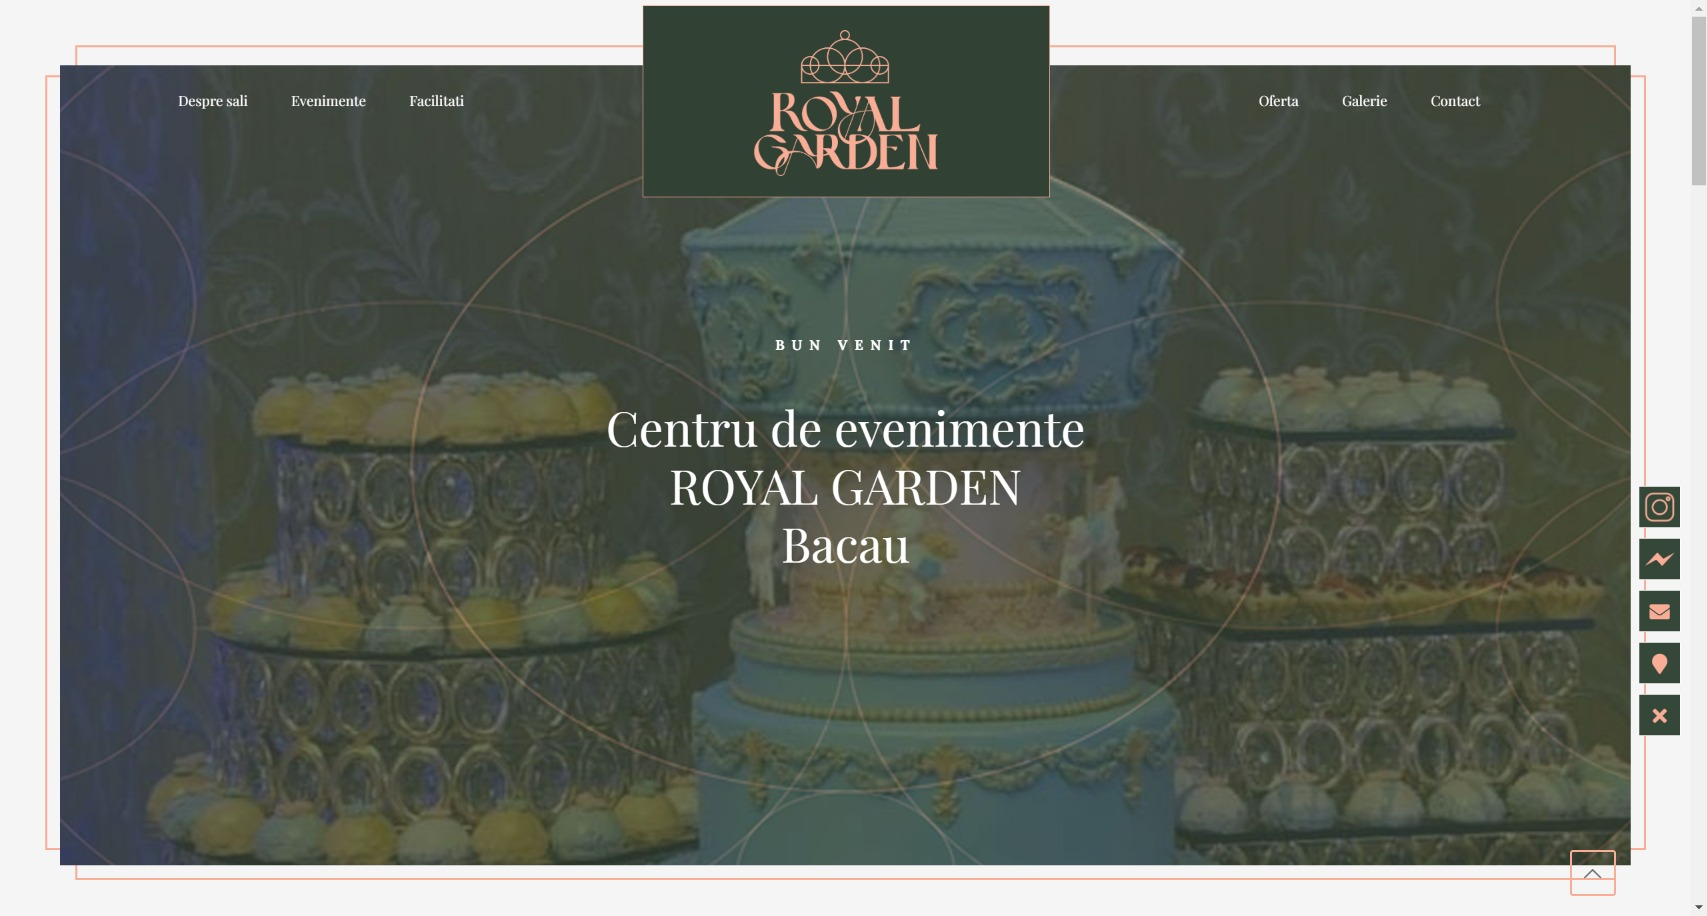 Despre sali
Evenimente
Facilitati
ROYAL
GARDEN
Oferta
Galerie
Contact
BUN VENIT
Centru de evenimente
ROYAL GARDEN
Bacau